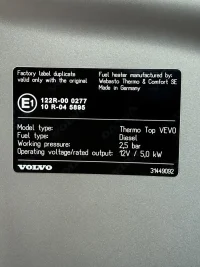 Factory label duplicate
valid only with the original
Fuel heater manufactured by:
Webasto Thermo & Comfort SE
Made in Germany
E1
122R-00 0277
10 R-04 5895
Model type: Thermo Top VEVO
Fuel type: Diesel
Working pressure: 2,5 bar
Operating voltage/rated output: 12V / 5,0 kW
VOLVO
31449092